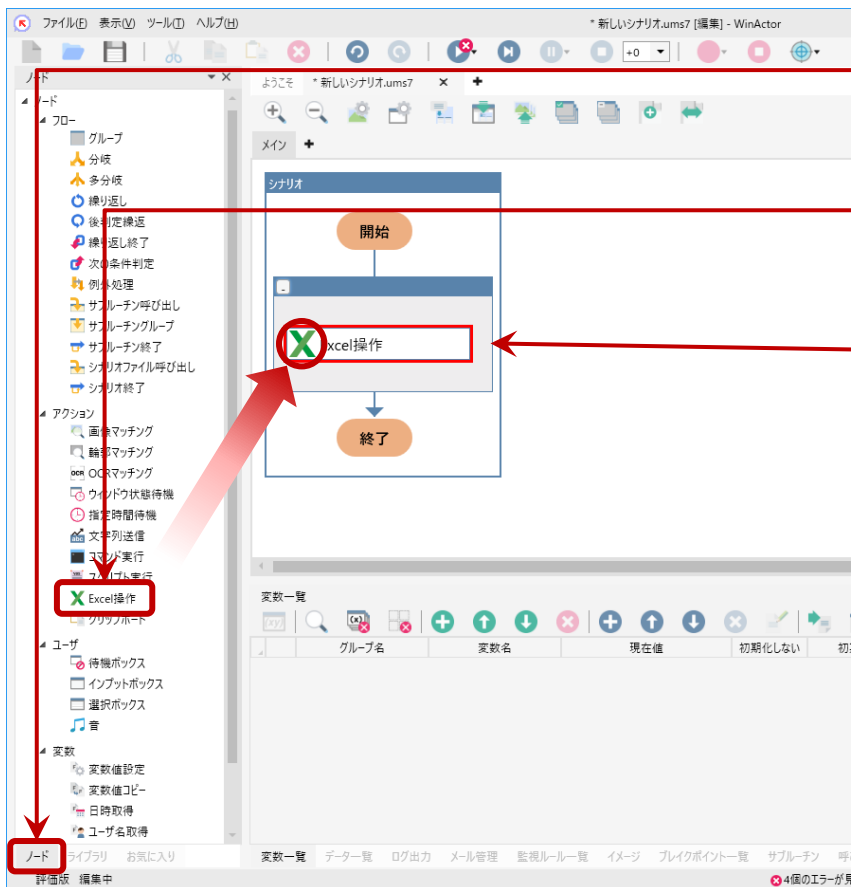 ファイル(F) 表示(V) ツール(T) ヘルプ(H)
* 新しいシナリオ.ums7 [編集] - WinActor
+0
ノード
ようこそ * 新しいシナリオ.ums7
メイン
ノード
フロー
グループ
分岐
多分岐
繰り返し
後判定繰返
繰り返し終了
次の条件判定
例外処理
サブルーチン呼び出し
サブルーチングループ
サブルーチン終了
シナリオファイル呼び出し
シナリオ終了
アクション
画像マッチング
輪郭マッチング
OCR OCRマッチング
ウィンドウ状態待機
指定時間待機
文字列送信
コマンド実行
スクリプト実行
Excel操作
クリップボード
ユーザ
待機ボックス
インプットボックス
選択ボックス
音
変数
変数値設定
変数値コピー
日時取得
ユーザ名取得
ノード ライブラリ お気に入り
評価版 編集中
シナリオ
開始
Excel操作
終了
変数一覧
グループ名 変数名 現在値 初期化しない 初
変数一覧 データ一覧 ログ出力 メール管理 監視ルール一覧 イメージ ブレイクポイント一覧 サブルーチン 呼
4個のエラーが見